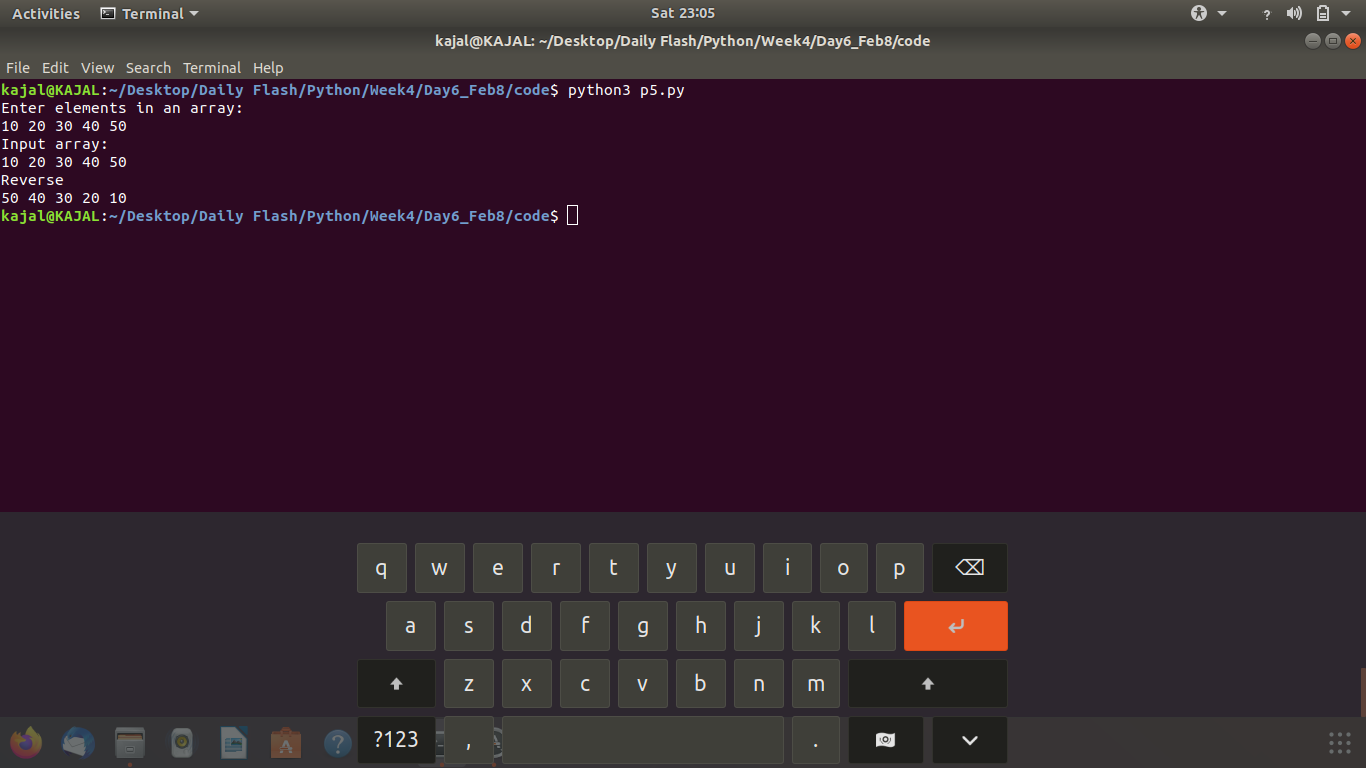 Activities Terminal Sat 23:05 ?
kajal@KAJAL: ~/Desktop/Daily Flash/Python/Week4/Day6_Feb8/code
File Edit View Search Terminal Help
kajal@KAJAL:~/Desktop/Daily Flash/Python/Week4/Day6_Feb8/code$ python3 p5.py
Enter elements in an array:
10 20 30 40 50
Input array:
10 20 30 40 50
Reverse
50 40 30 20 10
kajal@KAJAL:~/Desktop/Daily Flash/Python/Week4/Day6_Feb8/code$
q w e r t y u i o p
a s d f g h j k l
z x c v b n m
?123 , .